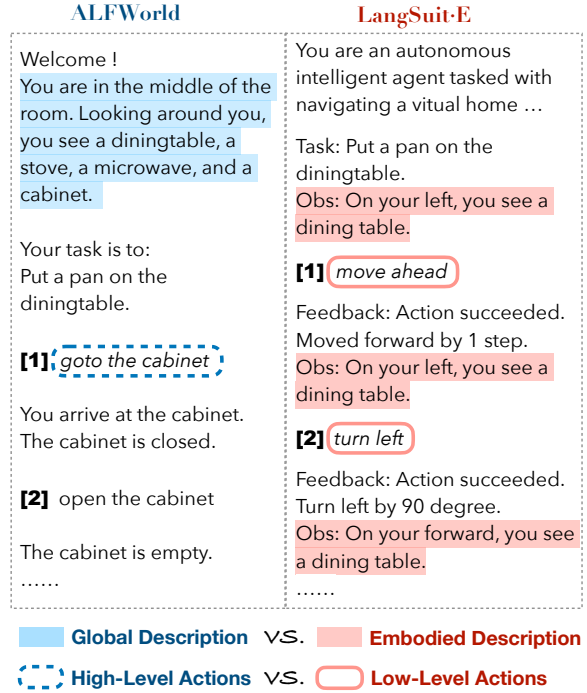 ALFWorld
Welcome !
You are in the middle of the
room. Looking around you,
you see a diningtable, a
stove, a microwave, and a
cabinet.
Your task is to:
Put a pan on the
diningtable.
[1] goto the cabinet
You arrive at the cabinet.
The cabinet is closed.
[2] open the cabinet
The cabinet is empty.
......
LangSuit·E
You are an autonomous
intelligent agent tasked with
navigating a vitual home ...
Task: Put a pan on the
diningtable.
Obs: On your left, you see a
dining table.
[1] move ahead
Feedback: Action succeeded.
Moved forward by 1 step.
Obs: On your left, you see a
dining table.
[2] turn left
Feedback: Action succeeded.
Turn left by 90 degree.
Obs: On your forward, you see
a dining table.
......
Global Description VS. Embodied Description
High-Level Actions VS. Low-Level Actions